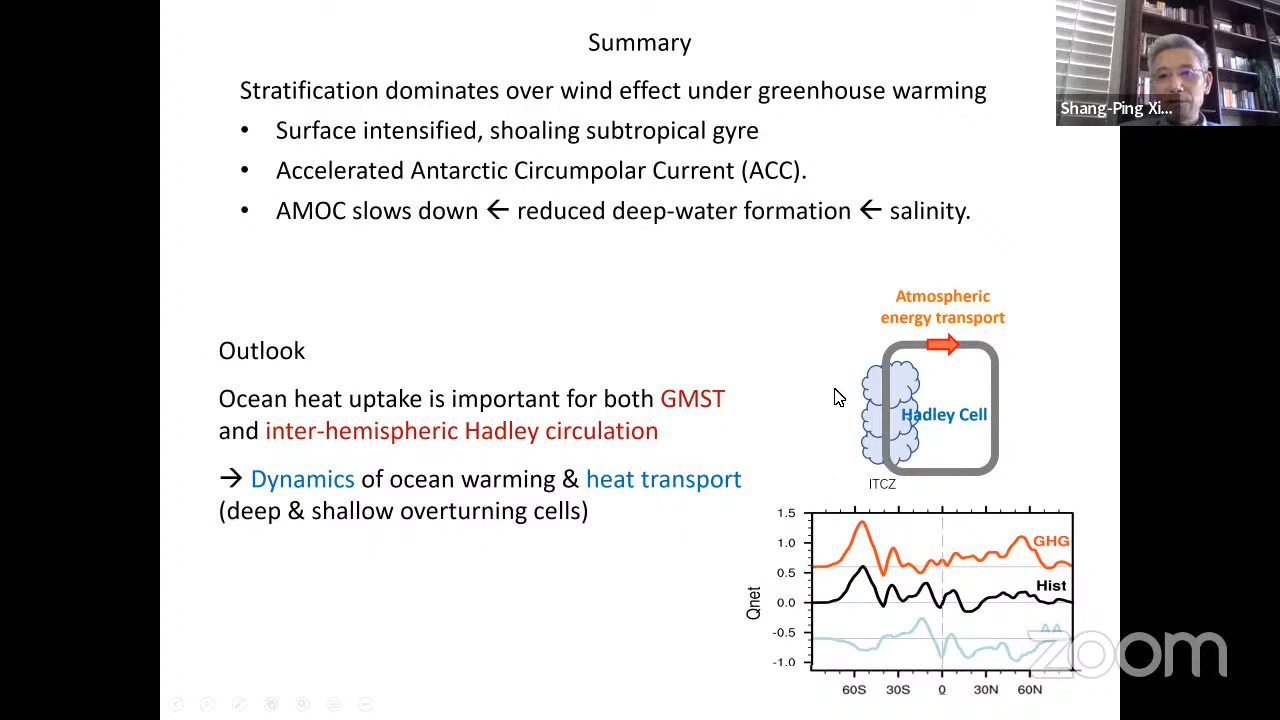 Summary
Stratification dominates over wind effect under greenhouse warming
• Surface intensified, shoaling subtropical gyre
• Accelerated Antarctic Circumpolar Current (ACC).
• AMOC slows down ← reduced deep-water formation ← salinity.
Shang-Ping Xi...
Outlook
Ocean heat uptake is important for both GMST
and inter-hemispheric Hadley circulation
→ Dynamics of ocean warming & heat transport
(deep & shallow overturning cells)
Atmospheric
energy transport
Hadley Cell
ITCZ
1.5
1.0
0.5
0.0
-0.5
-1.0
Qnet
GHG
Hist
AA
60S 30S 0 30N 60N
zoom